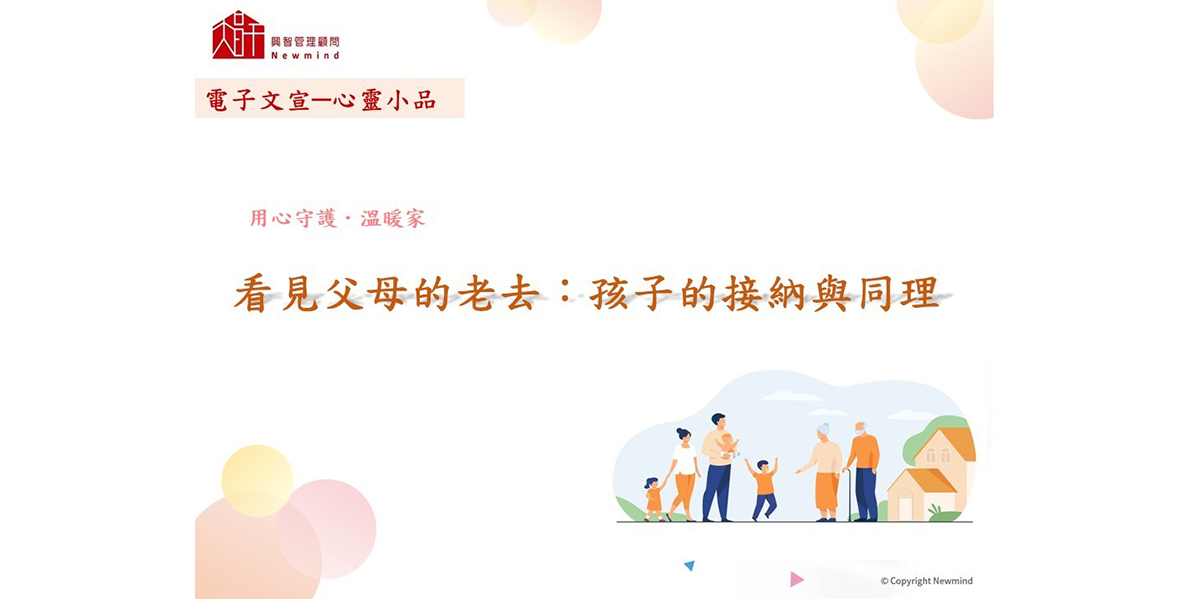 興智管理顧問
Newmind
電子文宣─心靈小品
用心守護·溫暖家
看見父母的老去：孩子的接納與同理
© Copyright Newmind